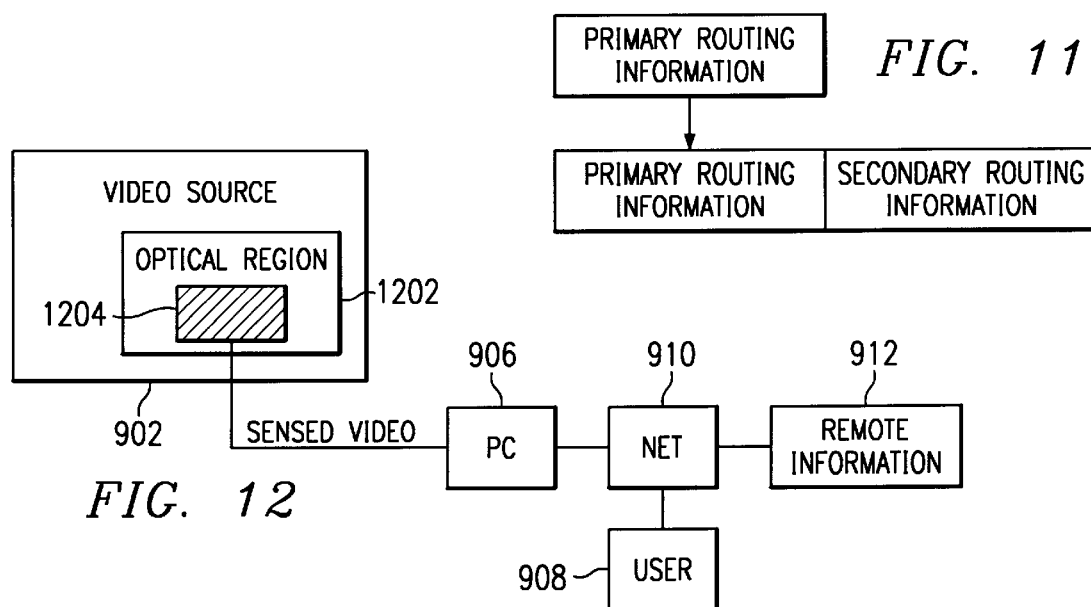 PRIMARY ROUTING
INFORMATION
FIG. 11
PRIMARY ROUTING
INFORMATION
SECONDARY ROUTING
INFORMATION
VIDEO SOURCE
OPTICAL REGION
1204
1202
902
SENSED VIDEO
906
PC
910
NET
912
REMOTE
INFORMATION
908
USER
FIG. 12